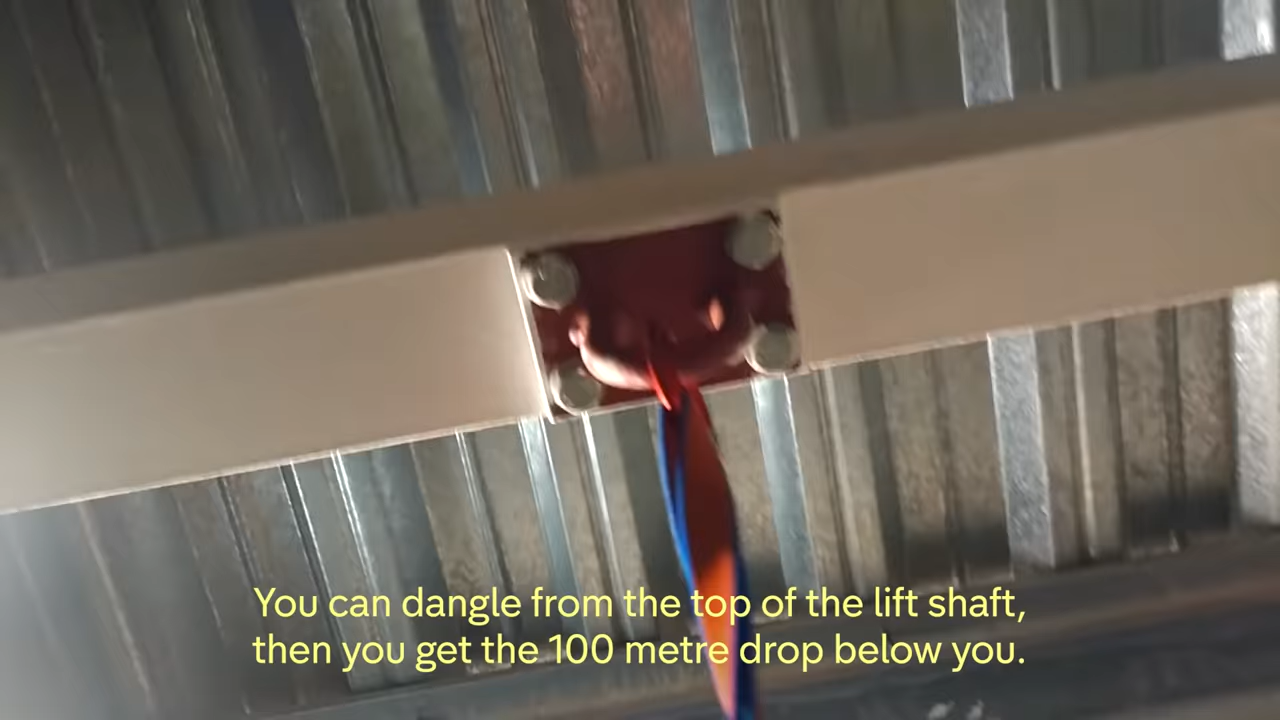 You can dangle from the top of the lift shaft,
then you get the 100 metre drop below you.